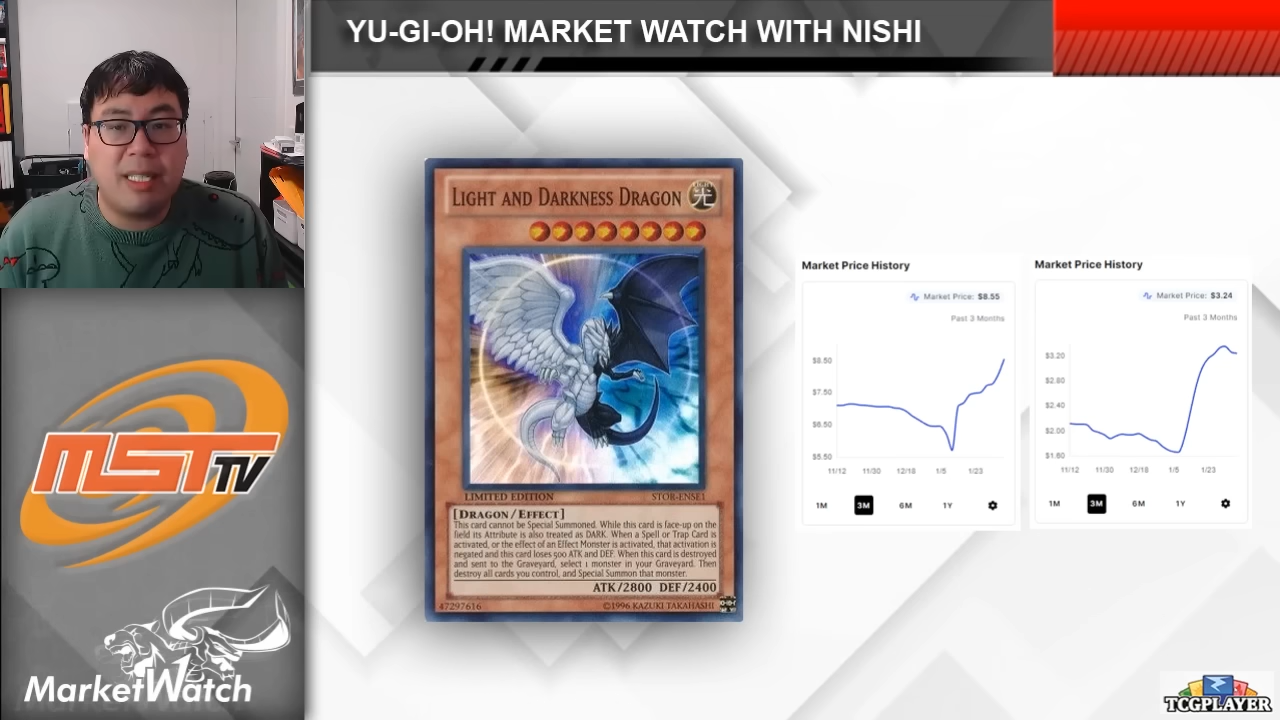 YU-GI-OH! MARKET WATCH WITH NISHI
LIGHT AND DARKNESS DRAGON
LIGHT
光
LIMITED EDITION
STOR-ENSE1
[DRAGON/EFFECT]
This card cannot be Special Summoned. While this card is face-up on the
field its Attribute is also treated as DARK. When a Spell or Trap Card is
activated, or the effect of an Effect Monster is activated, that activation is
negated and this card loses 500 ATK and DEF. When this card is destroyed
and sent to the Graveyard, select 1 monster in your Graveyard. Then
destroy all cards you control, and Special Summon that monster.
ATK/2800 DEF/2400
47297616
©1996 KAZUKI TAKAHASHI
Market Price History
Market Price: $8.55
Past 3 Months
$8.50
$7.50
$6.50
$5.50
11/12 11/30 12/18 1/5 1/23
1M 3M 6M 1Y
Market Price History
Market Price: $3.24
Past 3 Months
$3.20
$2.80
$2.40
$2.00
$1.60
11/12 11/30 12/18 1/5 1/23
1M 3M 6M 1Y
MST TV
MarketWatch
TCGPLAYER